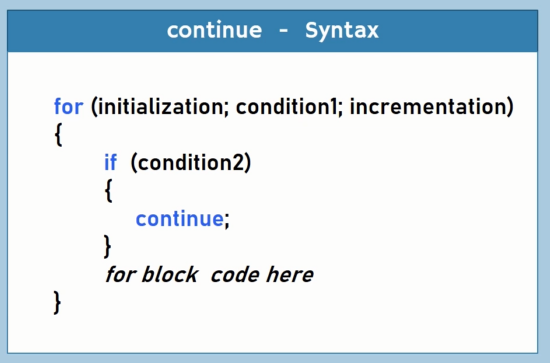 continue - Syntax
for (initialization; condition1; incrementation)
{
if (condition2)
{
continue;
}
for block code here
}